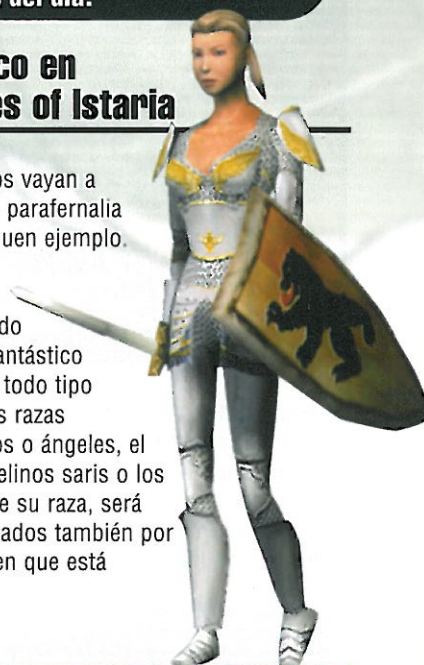 del día.
co en
es of Istaria
os vayan a
parafernalia
uen ejemplo.
do
antástico
todo tipo
s razas
os o ángeles, el
elinos saris o los
e su raza, será
ados también por
en que está